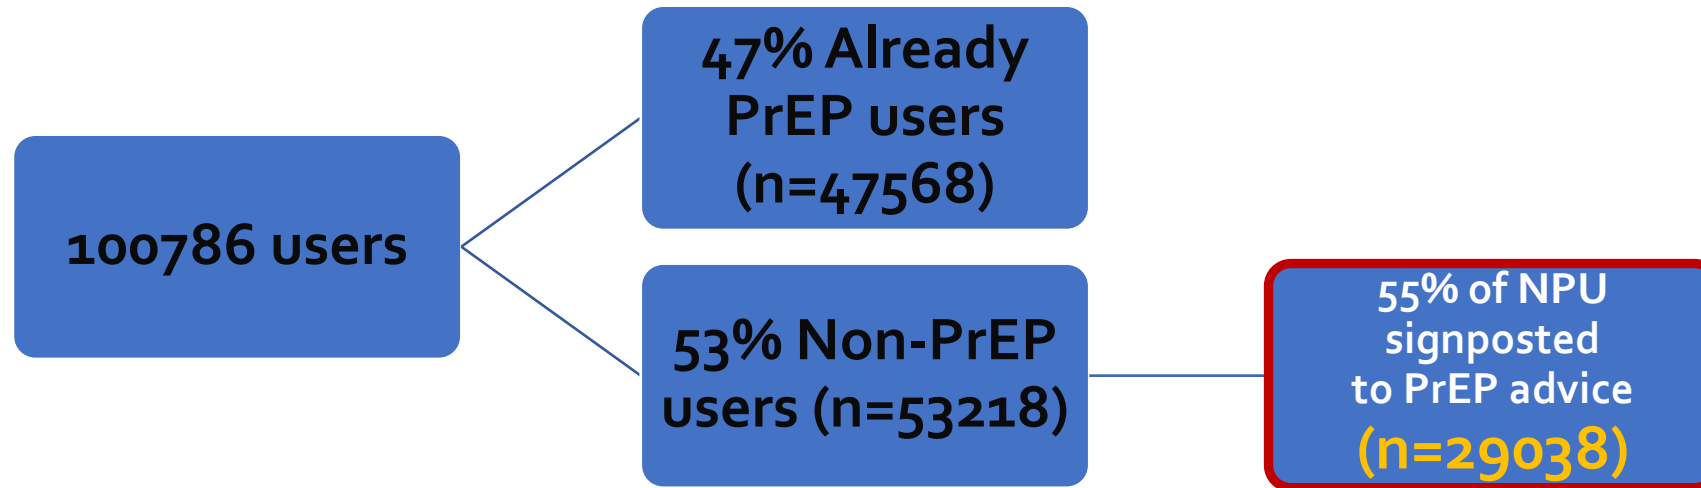 47% Already
PrEP users
(n=47568)
100786 users
53% Non-PrEP
users (n=53218)
55% of NPU
signposted
to PrEP advice
(n=29038)